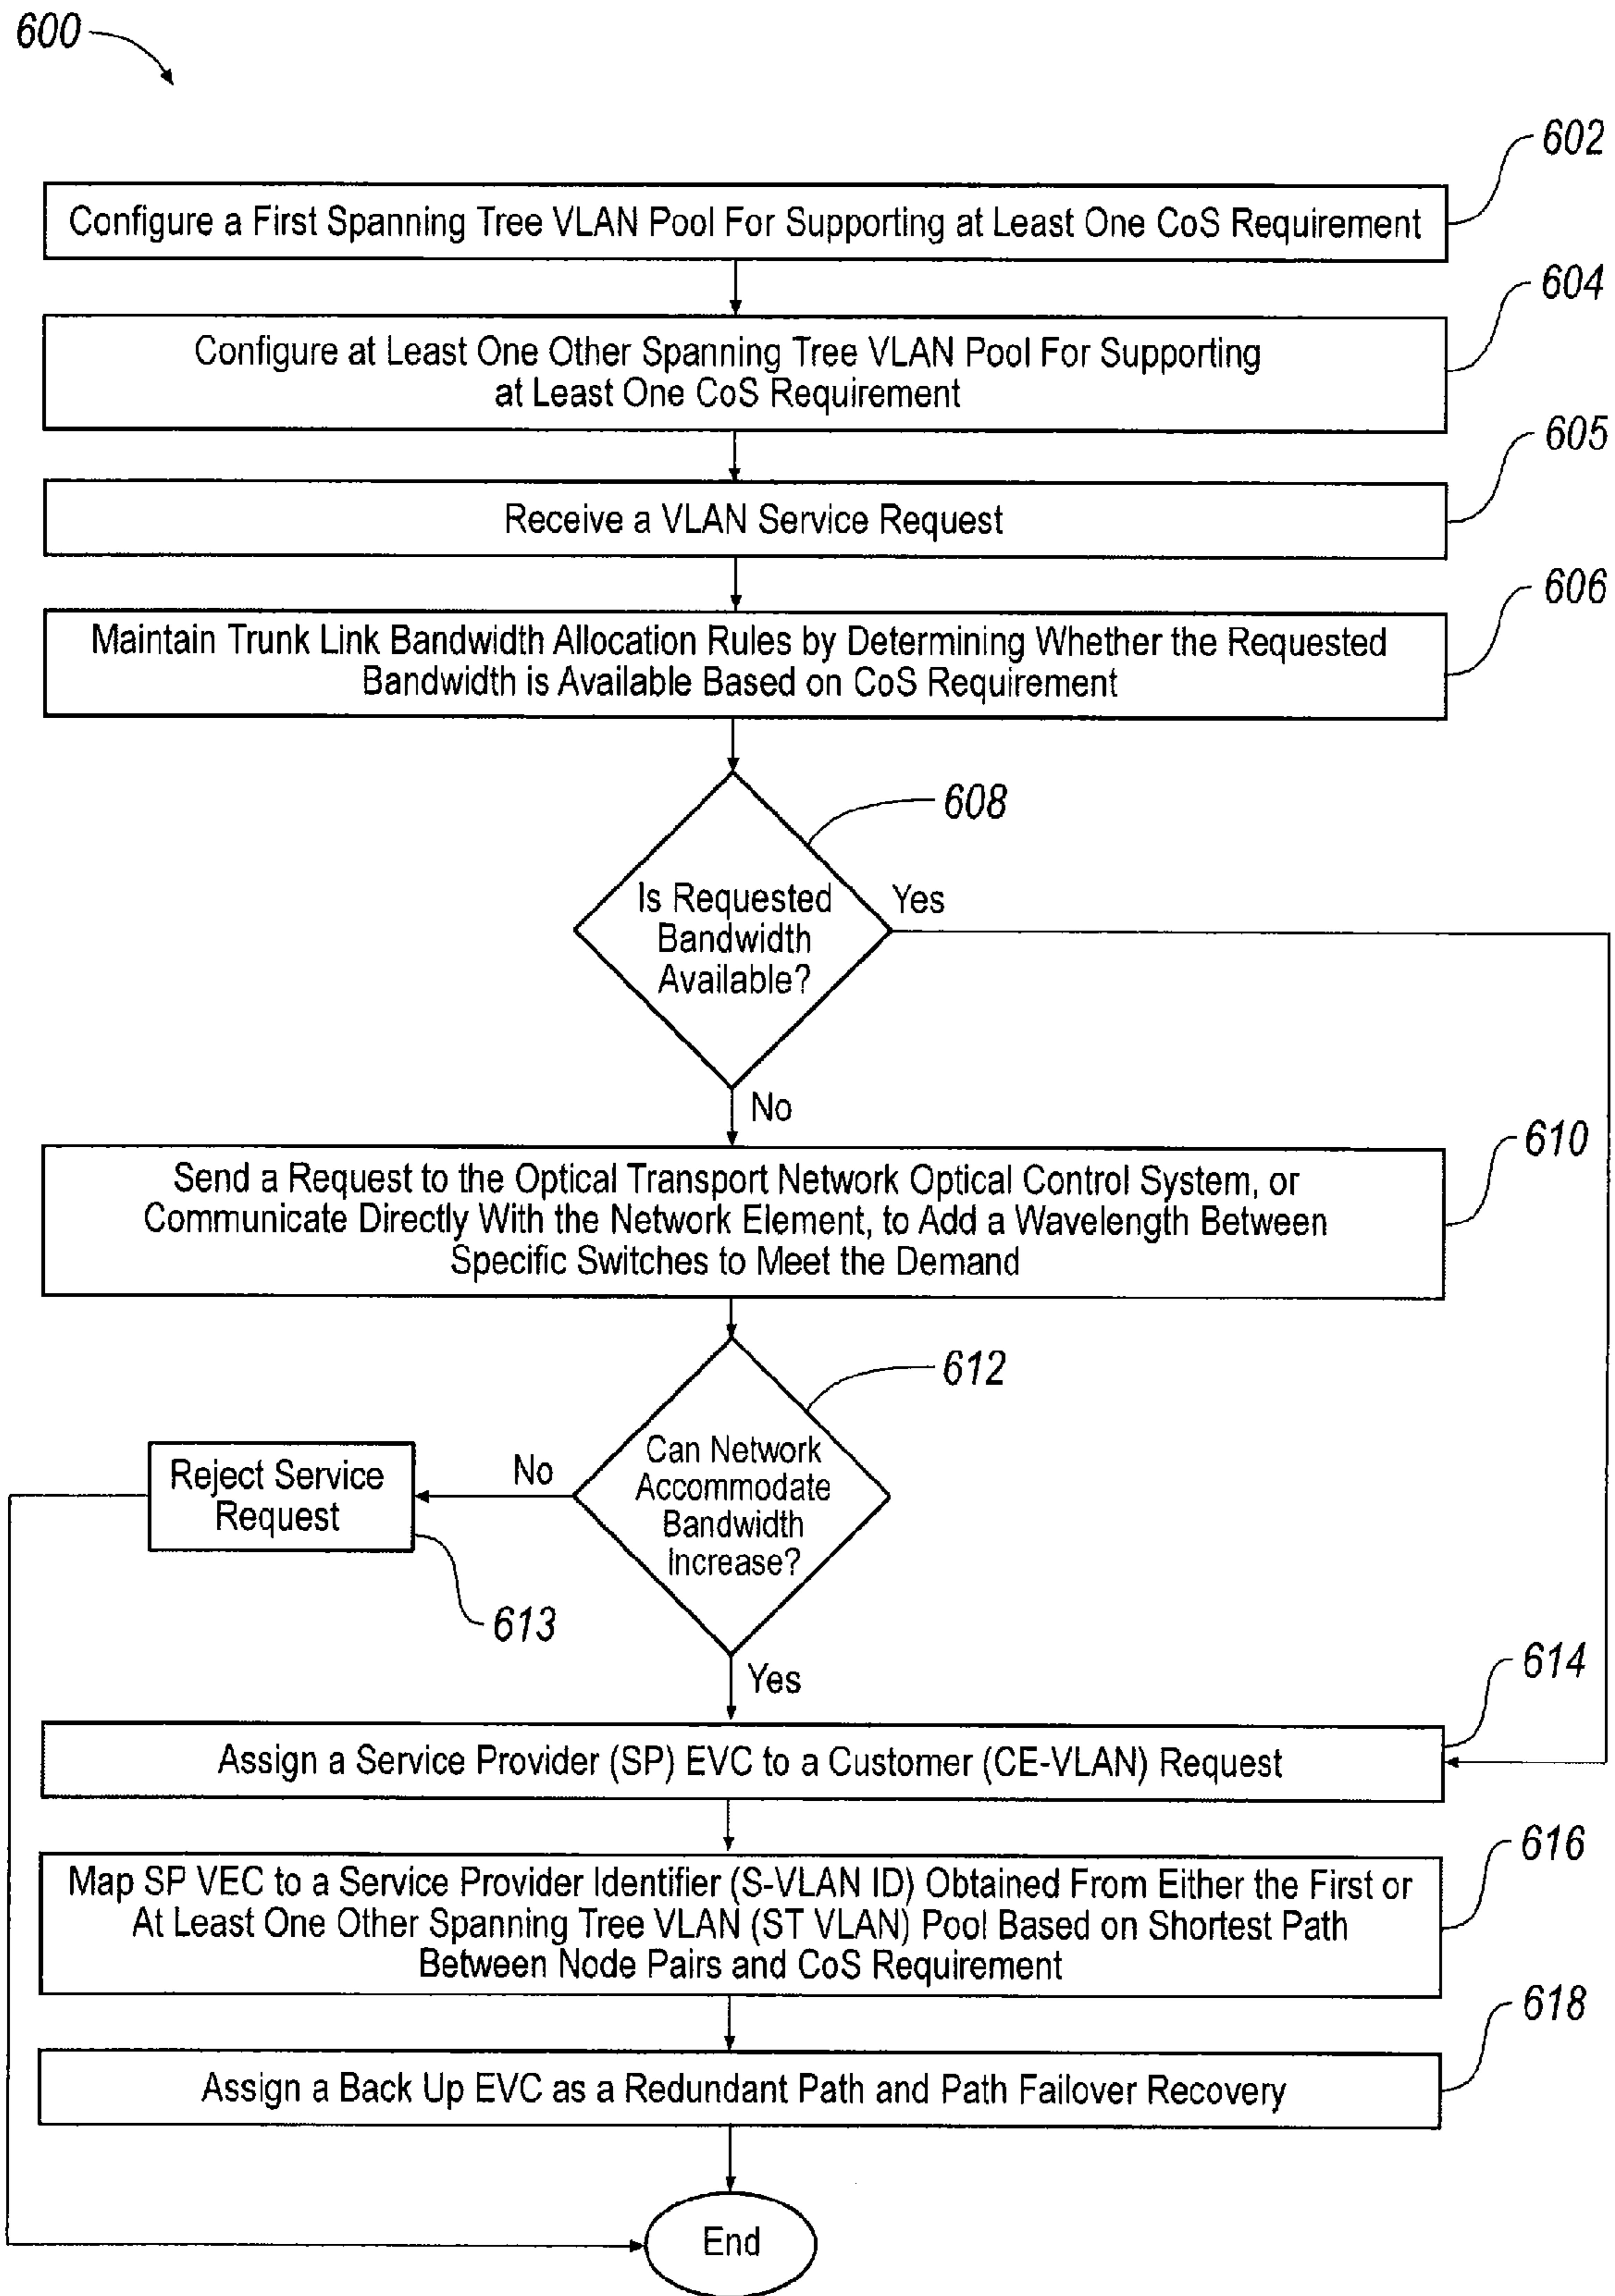 600
602
Configure a First Spanning Tree VLAN Pool For Supporting at Least One CoS Requirement
604
Configure at Least One Other Spanning Tree VLAN Pool For Supporting
at Least One CoS Requirement
605
Receive a VLAN Service Request
606
Maintain Trunk Link Bandwidth Allocation Rules by Determining Whether the Requested
Bandwidth is Available Based on CoS Requirement
608
Is Requested
Bandwidth
Available?
Yes
No
610
Send a Request to the Optical Transport Network Optical Control System, or
Communicate Directly With the Network Element, to Add a Wavelength Between
Specific Switches to Meet the Demand
612
Can Network
Accommodate
Bandwidth
Increase?
No
Reject Service
Request
613
Yes
614
Assign a Service Provider (SP) EVC to a Customer (CE-VLAN) Request
616
Map SP VEC to a Service Provider Identifier (S-VLAN ID) Obtained From Either the First or
At Least One Other Spanning Tree VLAN (ST VLAN) Pool Based on Shortest Path
Between Node Pairs and CoS Requirement
618
Assign a Back Up EVC as a Redundant Path and Path Failover Recovery
End